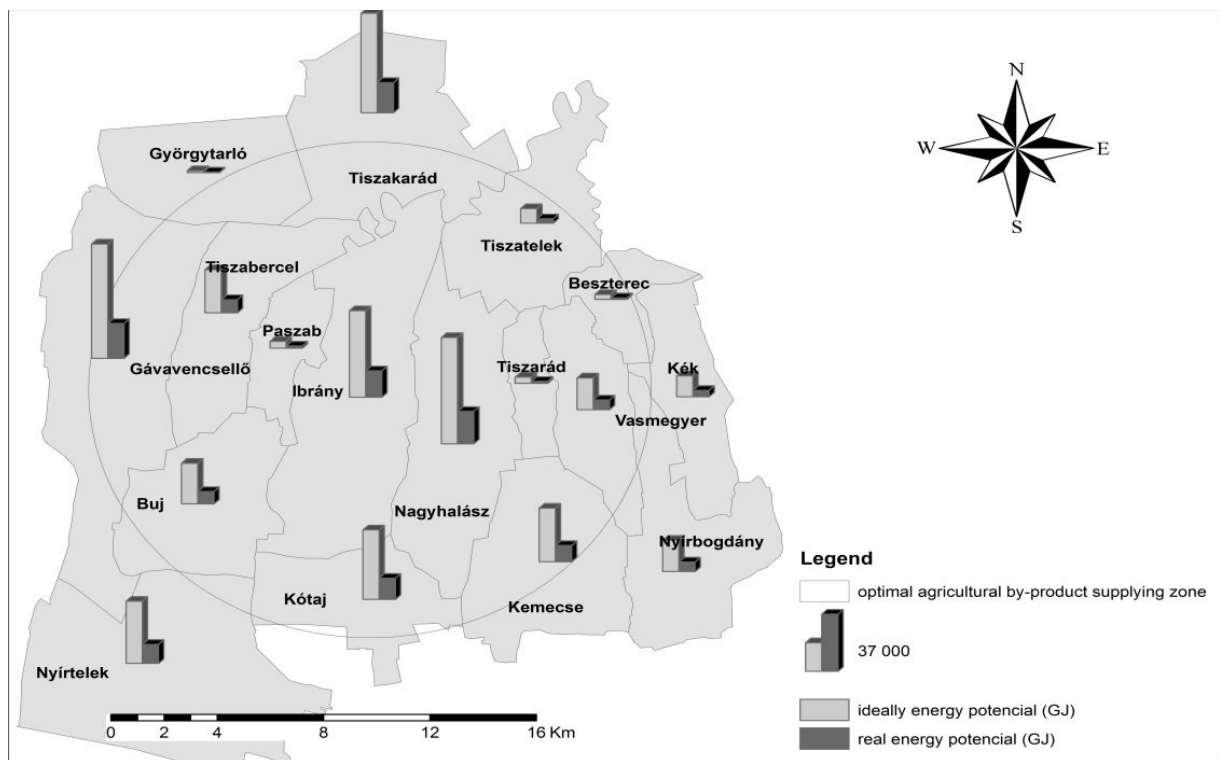 N
W E
S
Györgytarló
Tiszakarád
Tiszatelek
Tiszabercel
Beszterec
Paszab
Gávavencsellő
Ibrány
Tiszarád
Kék
Vasmegyer
Buj
Nagyhalász
Nyírbogdány
Kótaj
Kemecse
Nyírtelek
0 2 4 8 12 16 Km
Legend
optimal agricultural by-product supplying zone
37 000
ideally energy potencial (GJ)
real energy potencial (GJ)